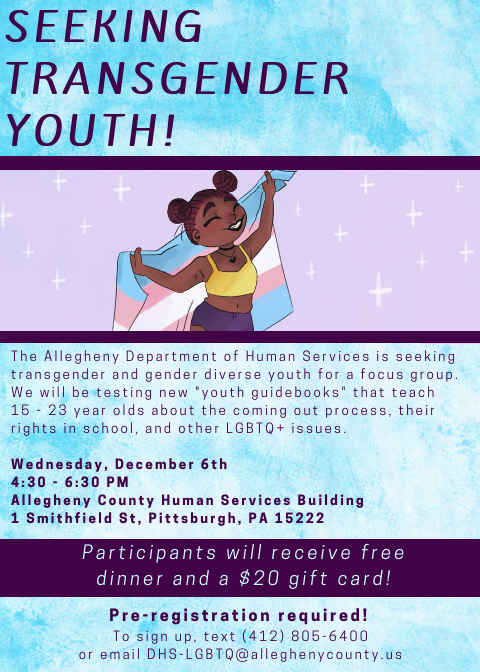 SEEKING
TRANSGENDER
YOUTH!
The Allegheny Department of Human Services is seeking
transgender and gender diverse youth for a focus group.
We will be testing new "youth guidebooks" that teach
15 - 23 year olds about the coming out process, their
rights in school, and other LGBTQ+ issues.
Wednesday, December 6th
4:30 - 6:30 PM
Allegheny County Human Services Building
1 Smithfield St, Pittsburgh, PA 15222
Participants will receive free
dinner and a $20 gift card!
Pre-registration required!
To sign up, text (412) 805-6400
or email DHS-LGBTQ@alleghenycounty.us